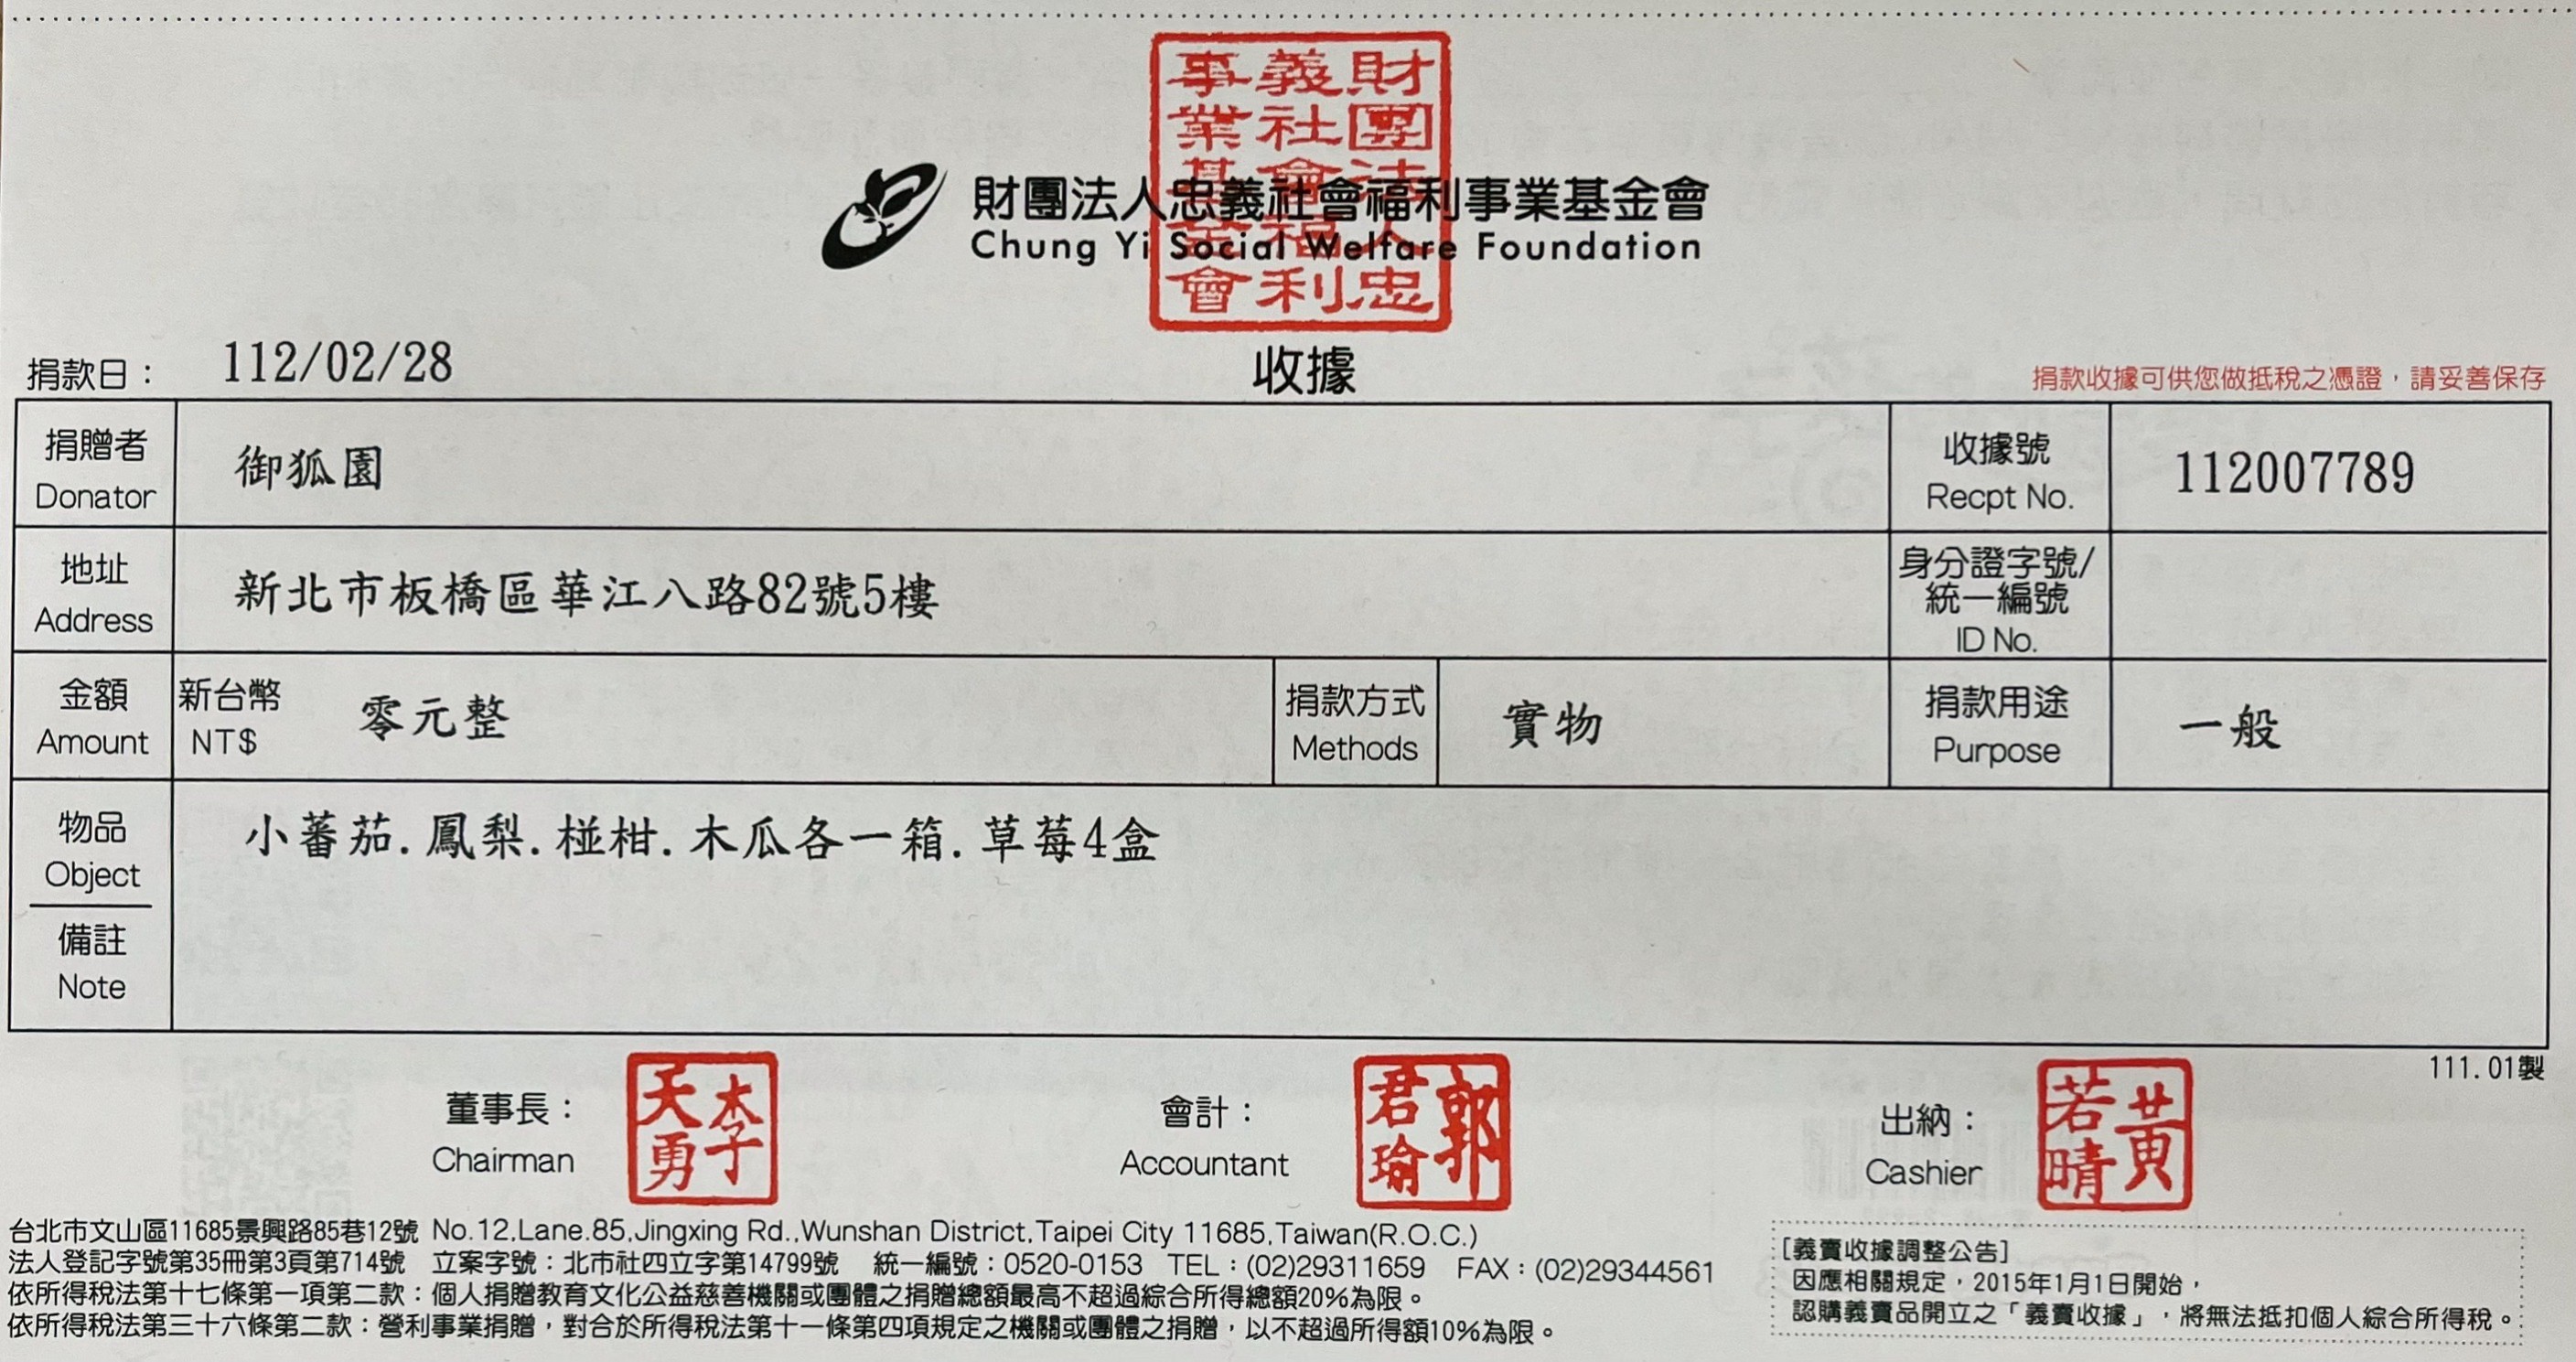 財團法人忠義社會福利事業基金會
財團法人忠義社會福利事業基金會
Chung Yi Social Welfare Foundation
收據
捐款日： 112/02/28
捐款收據可供您做抵稅之憑證，請妥善保存
捐贈者 Donator 御狐園 收據號 Recpt No. 112007789
地址 Address 新北市板橋區華江八路82號5樓 身分證字號/統一編號 ID No.
金額 Amount 新台幣 NT$ 零元整 捐款方式 Methods 實物 捐款用途 Purpose 一般
物品 Object 小蕃茄.鳳梨.椪柑.木瓜各一箱.草莓4盒
備註 Note
111.01製
董事長： Chairman 李天勇 會計： Accountant 郭君瑜 出納： Cashier 黃若晴
台北市文山區11685景興路85巷12號 No.12,Lane.85,Jingxing Rd.,Wunshan District,Taipei City 11685,Taiwan(R.O.C.)
法人登記字號第35冊第3頁第714號 立案字號：北市社四立字第14799號 統一編號：0520-0153 TEL：(02)29311659 FAX：(02)29344561
依所得稅法第十七條第一項第二款：個人捐贈教育文化公益慈善機關或團體之捐贈總額最高不超過綜合所得總額20%為限。
依所得稅法第三十六條第二款：營利事業捐贈，對合於所得稅法第十一條第四項規定之機關或團體之捐贈，以不超過所得額10%為限。
[義賣收據調整公告]
因應相關規定，2015年1月1日開始，
認購義賣品開立之「義賣收據」，將無法抵扣個人綜合所得稅。